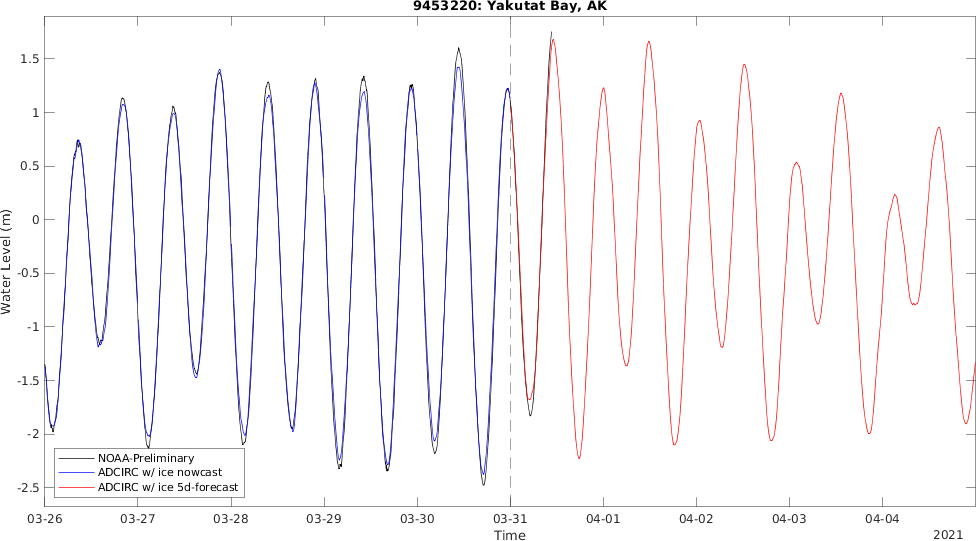 9453220: Yakutat Bay, AK
Water Level (m)
1.5
1
0.5
0
-0.5
-1
-1.5
-2
-2.5
NOAA-Preliminary
ADCIRC w/ ice nowcast
ADCIRC w/ ice 5d-forecast
03-26 03-27 03-28 03-29 03-30 03-31 04-01 04-02 04-03 04-04
Time
2021